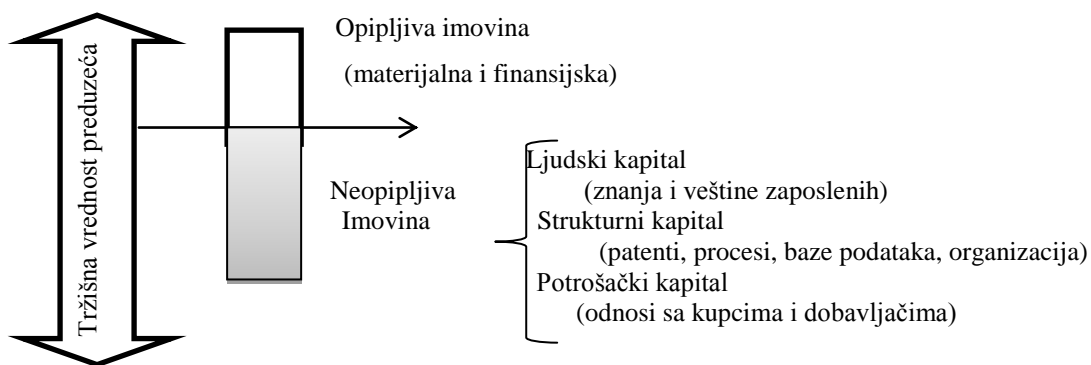 Tržišna vrednost preduzeća
Opipljiva imovina
(materijalna i finansijska)
Neopipljiva
Imovina
Ljudski kapital
(znanja i veštine zaposlenih)
Strukturni kapital
(patenti, procesi, baze podataka, organizacija)
Potrošački kapital
(odnosi sa kupcima i dobavljačima)